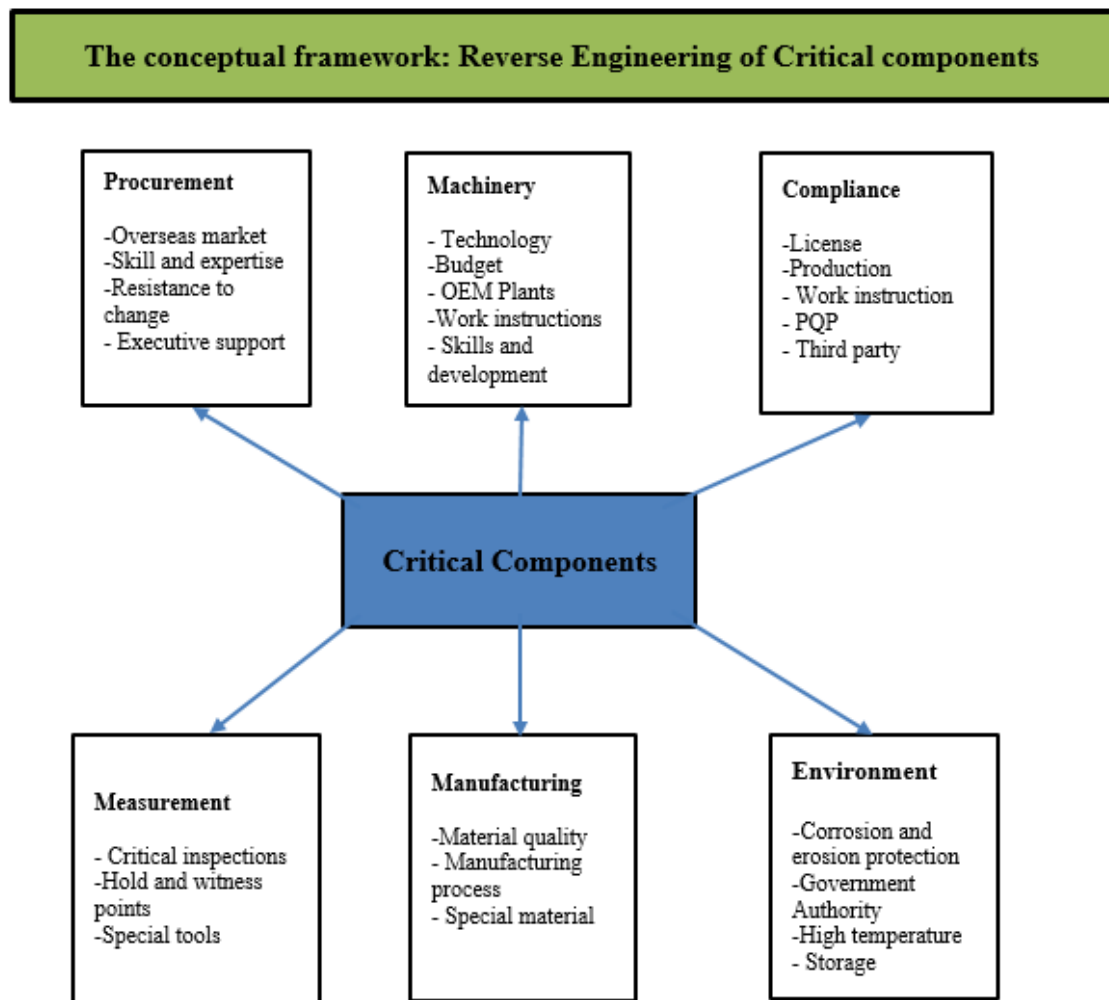 The conceptual framework: Reverse Engineering of Critical components
Procurement
-Overseas market
-Skill and expertise
-Resistance to
change
- Executive support
Machinery
- Technology
-Budget
- OEM Plants
-Work instructions
- Skills and
development
Compliance
-License
-Production
- Work instruction
- PQP
- Third party
Critical Components
Measurement
- Critical inspections
-Hold and witness
points
-Special tools
Manufacturing
-Material quality
- Manufacturing
process
- Special material
Environment
-Corrosion and
erosion protection
-Government
Authority
-High temperature
- Storage